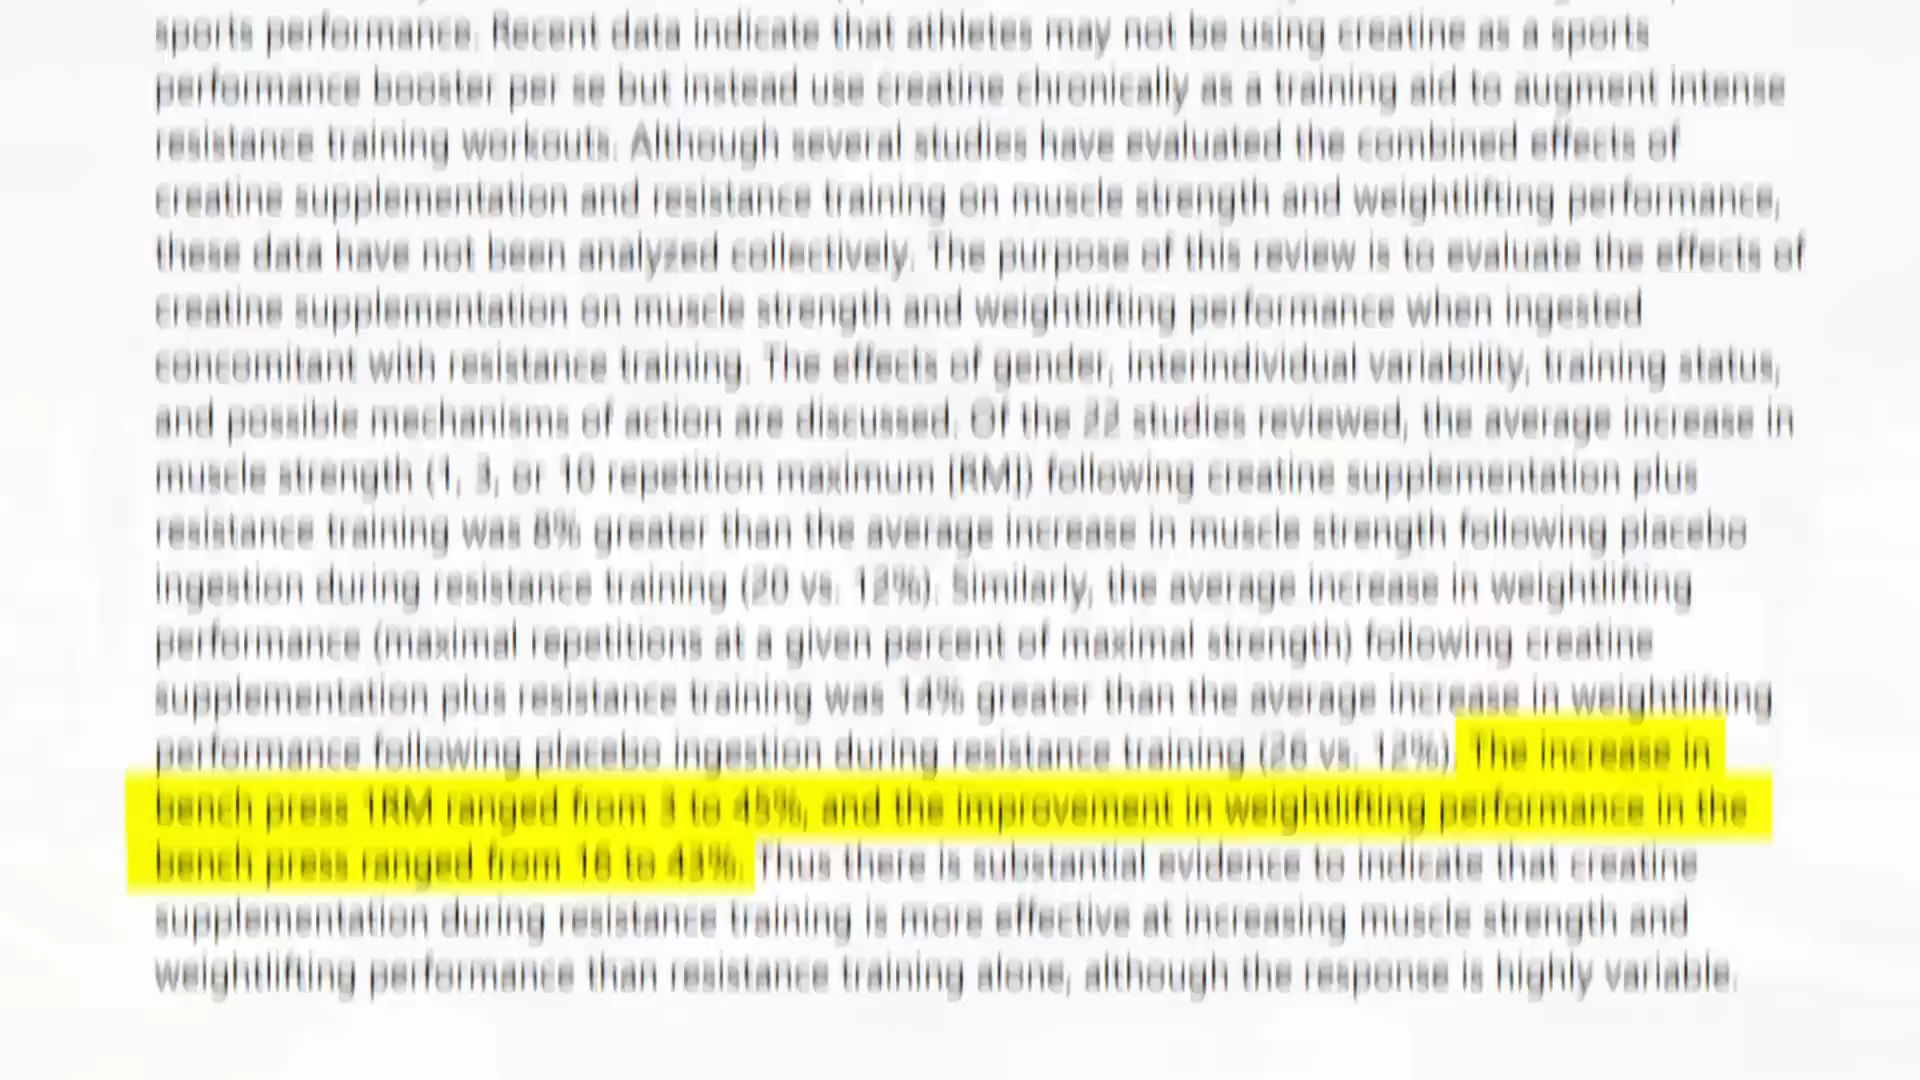 sports performance. Recent data indicate that athletes may not be using creatine as a sports
performance booster per se but instead use creatine chronically as a training aid to augment intense
resistance training workouts. Although several studies have evaluated the combined effects of
creatine supplementation and resistance training on muscle strength and weightlifting performance,
these data have not been analyzed collectively. The purpose of this review is to evaluate the effects of
creatine supplementation on muscle strength and weightlifting performance when ingested
concomitant with resistance training. The effects of gender, interindividual variability, training status,
and possible mechanisms of action are discussed. Of the 22 studies reviewed, the average increase in
muscle strength (1, 3, or 10 repetition maximum [RM]) following creatine supplementation plus
resistance training was 8% greater than the average increase in muscle strength following placebo
ingestion during resistance training (20 vs. 12%). Similarly, the average increase in weightlifting
performance (maximal repetitions at a given percent of maximal strength) following creatine
supplementation plus resistance training was 14% greater than the average increase in weightlifting
performance following placebo ingestion during resistance training (26 vs. 12%). The increase in
bench press 1RM ranged from 3 to 45%, and the improvement in weightlifting performance in the
bench press ranged from 16 to 43%. Thus there is substantial evidence to indicate that creatine
supplementation during resistance training is more effective at increasing muscle strength and
weightlifting performance than resistance training alone, although the response is highly variable.